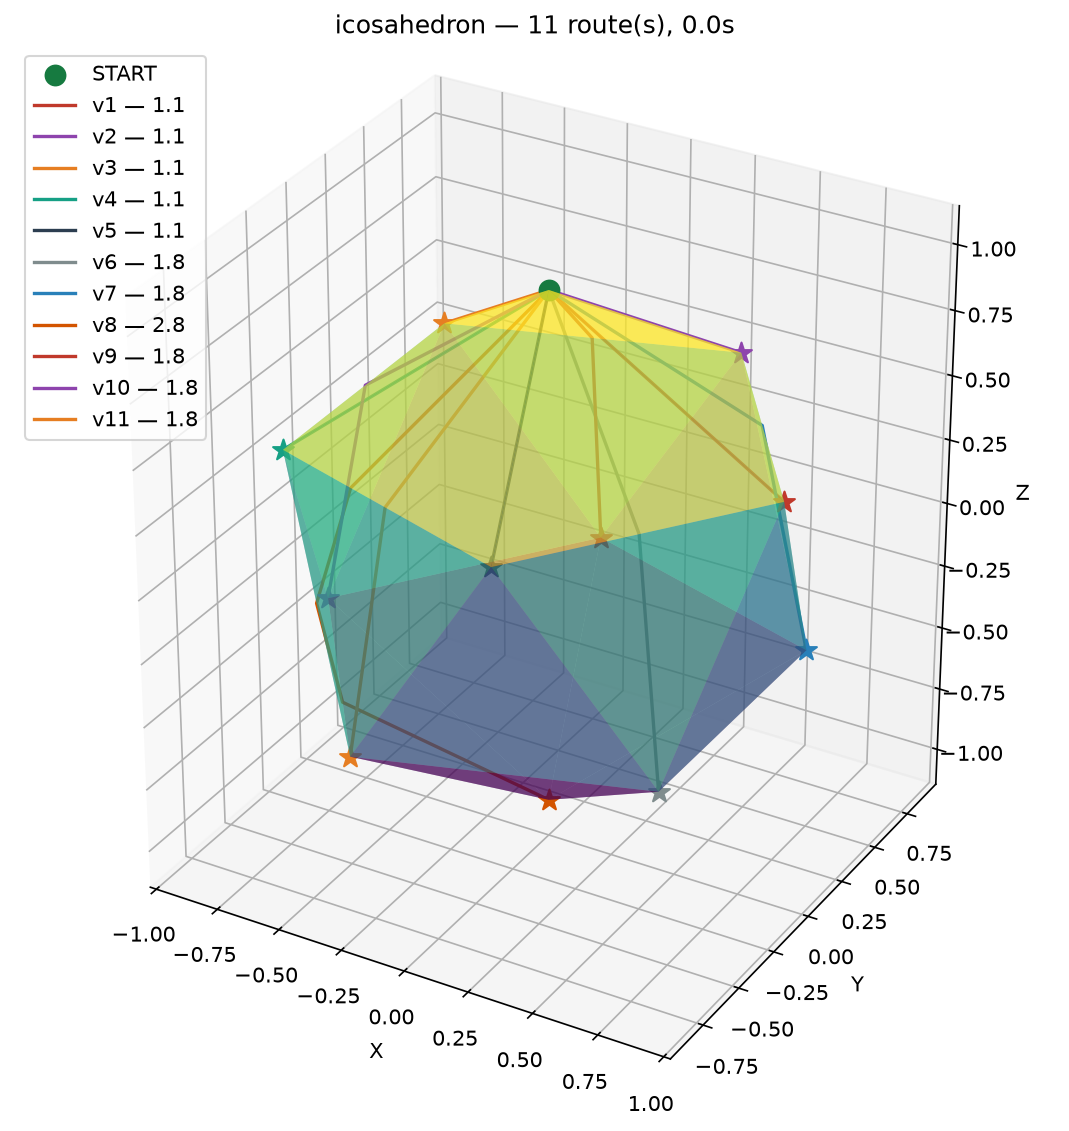 icosahedron — 11 route(s), 0.0s
START
v1 — 1.1
v2 — 1.1
v3 — 1.1
v4 — 1.1
v5 — 1.1
v6 — 1.8
v7 — 1.8
v8 — 2.8
v9 — 1.8
v10 — 1.8
v11 — 1.8
1.00
0.75
0.50
0.25
0.00
−0.25
−0.50
−0.75
−1.00
Z
−1.00
−0.75
−0.50
−0.25
0.00
0.25
0.50
0.75
1.00
X
0.75
0.50
0.25
0.00
−0.25
−0.50
−0.75
Y